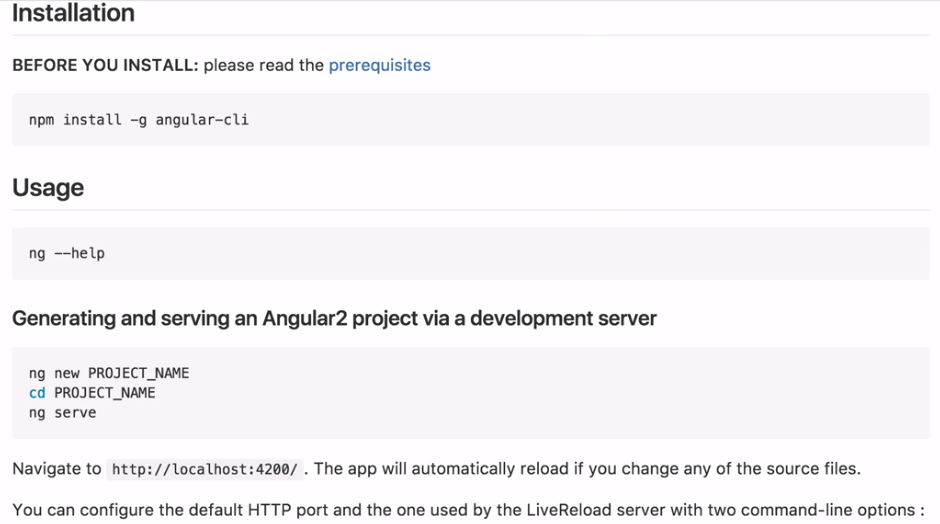 Installation
BEFORE YOU INSTALL: please read the prerequisites
npm install -g angular-cli
Usage
ng --help
Generating and serving an Angular2 project via a development server
ng new PROJECT_NAME
cd PROJECT_NAME
ng serve
Navigate to http://localhost:4200/. The app will automatically reload if you change any of the source files.
You can configure the default HTTP port and the one used by the LiveReload server with two command-line options :